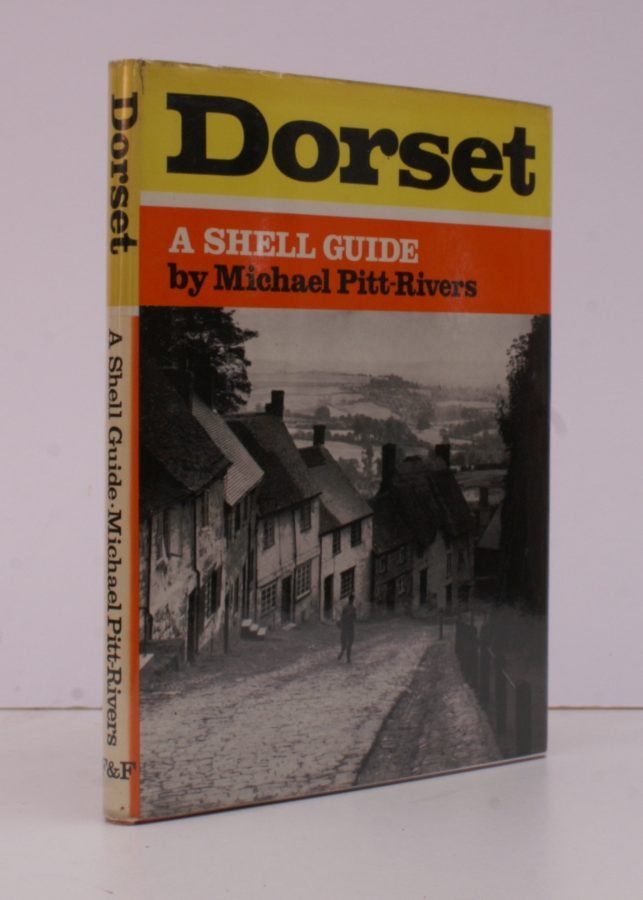 Dorset
A SHELL GUIDE
by Michael Pitt-Rivers
Dorset
A Shell Guide·Michael Pitt-Rivers
F&F